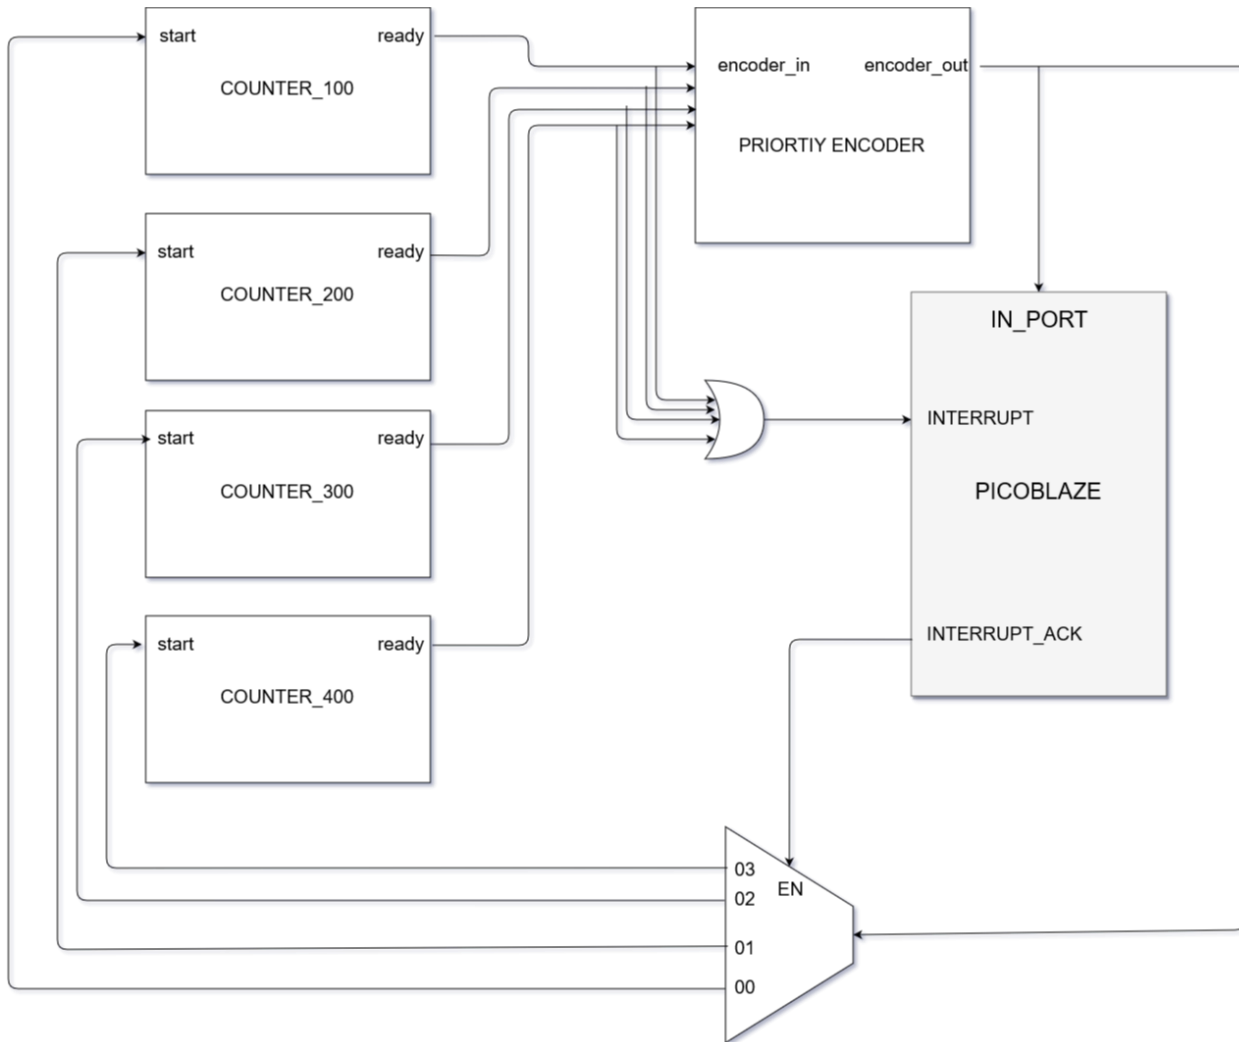 start
ready
COUNTER_100
encoder_in
encoder_out
PRIORTIY ENCODER
start
ready
COUNTER_200
IN_PORT
INTERRUPT
PICOBLAZE
INTERRUPT_ACK
start
ready
COUNTER_300
start
ready
COUNTER_400
03
EN
02
01
00